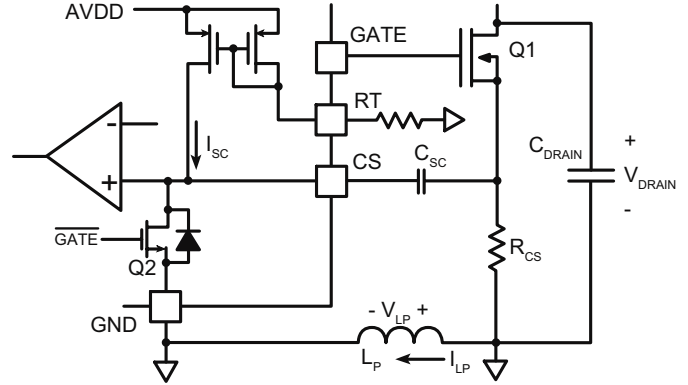 AVDD
GATE
Q1
RT
I_SC
-
+
CS
C_SC
C_DRAIN
+
V_DRAIN
-
GATE
Q2
R_CS
GND
- V_LP +
L_P
I_LP